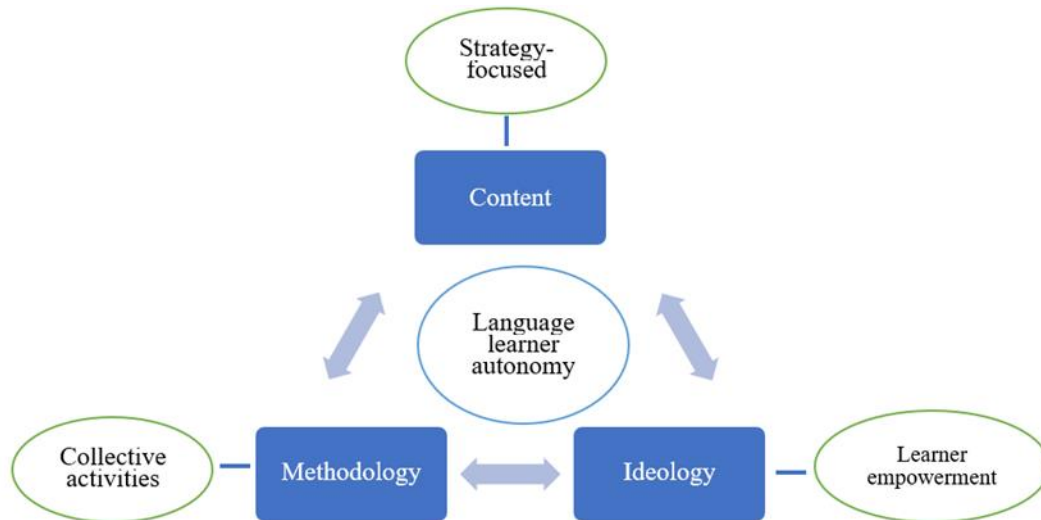 Strategy-
focused
Content
Language
learner
autonomy
Collective
activities
Methodology
Ideology
Learner
empowerment